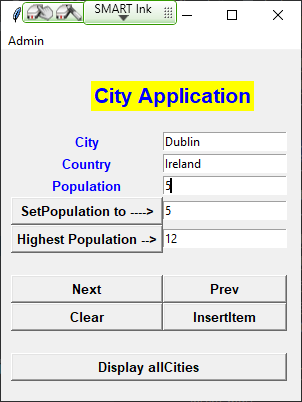 SMART Ink
Admin
City Application
City Dublin
Country Ireland
Population 5
SetPopulation to ----> 5
Highest Population --> 12
Next Prev
Clear InsertItem
Display allCities